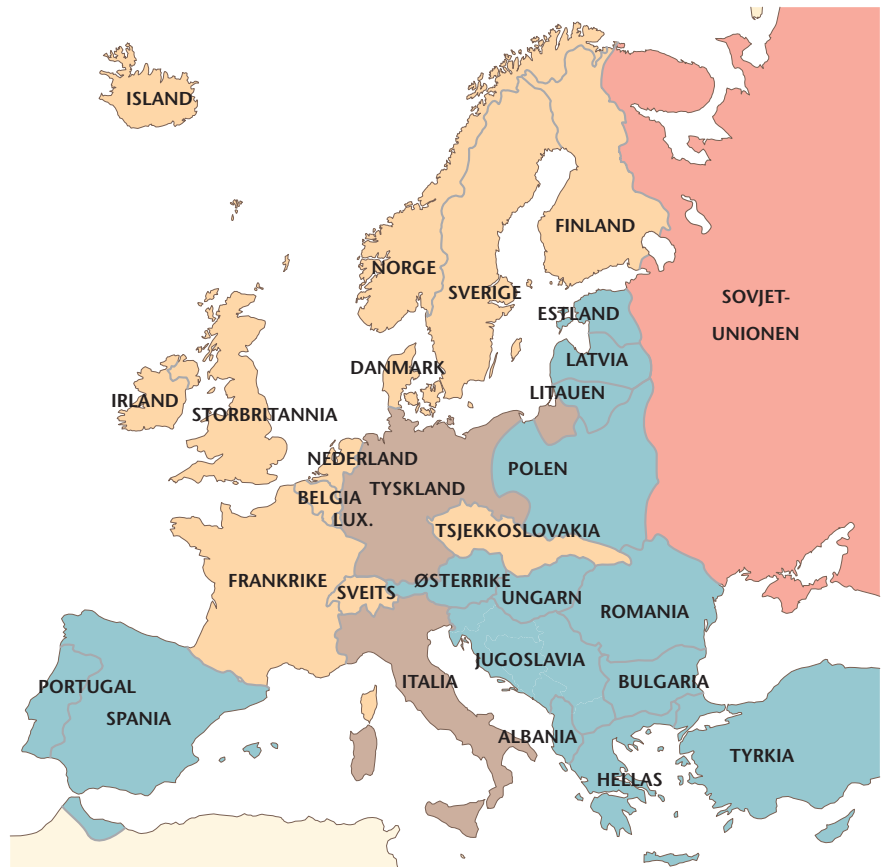 ISLAND
FINLAND
NORGE
SVERIGE
SOVJET-
UNIONEN
ESTLAND
LATVIA
DANMARK
LITAUEN
IRLAND
STORBRITANNIA
NEDERLAND
POLEN
TYSKLAND
BELGIA
LUX.
TSJEKKOSLOVAKIA
FRANKRIKE
ØSTERRIKE
SVEITS
UNGARN
ROMANIA
JUGOSLAVIA
ITALIA
BULGARIA
PORTUGAL
SPANIA
ALBANIA
TYRKIA
HELLAS